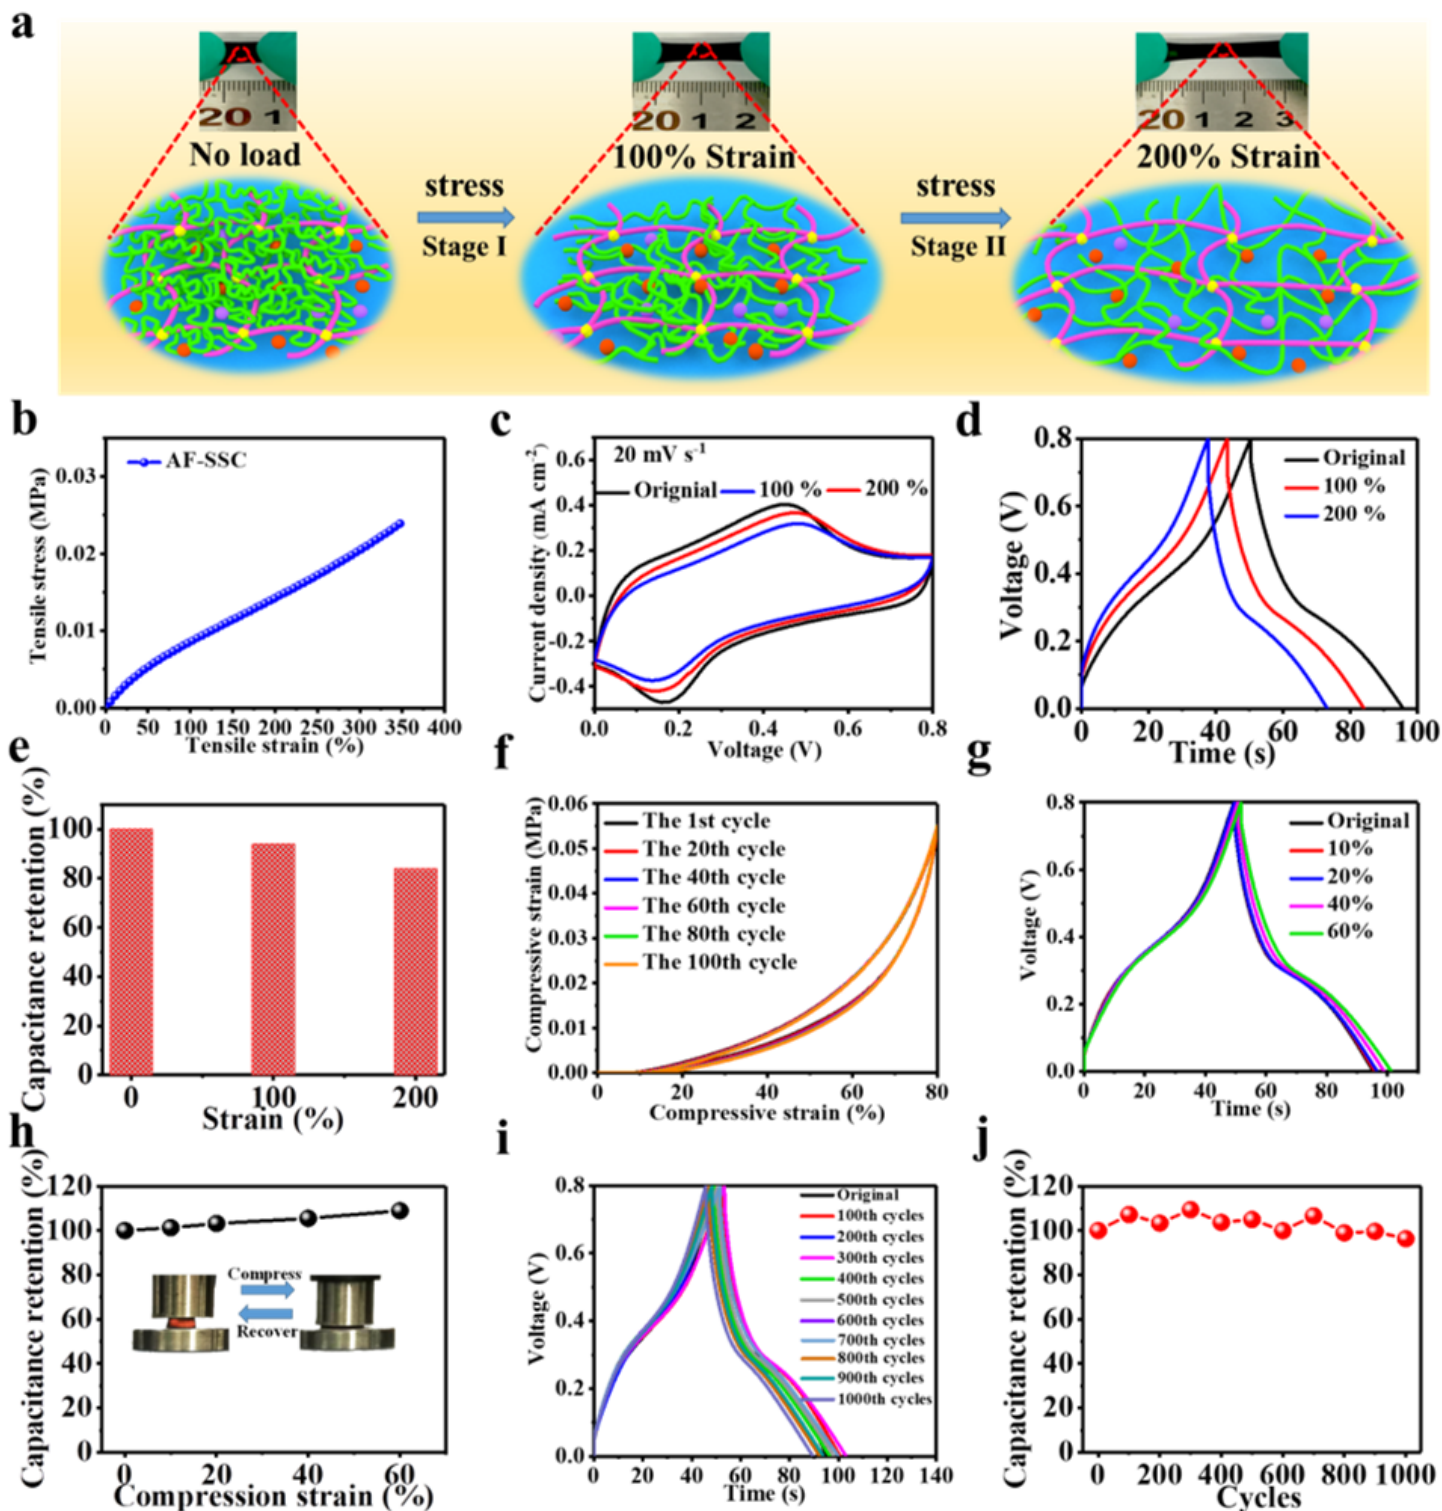 a
20 1
20 1 2
20 1 2 3
No load
100% Strain
200% Strain
stress
Stage I
stress
Stage II
b
Tensile stress (MPa)
0.03
0.02
0.01
0.00
AF-SSC
0 50 100 150 200 250 300 350 400
Tensile strain (%)
c
Current density (mA cm-2)
0.6
0.4
0.2
0.0
-0.2
-0.4
20 mV s-1
Orignial 100 % 200 %
0.0 0.2 0.4 0.6 0.8
Voltage (V)
d
Voltage (V)
0.8
0.6
0.4
0.2
0.0
Original
100 %
200 %
0 20 40 60 80 100
Time (s)
e
Capacitance retention (%)
100
80
60
40
20
0
0 100 200
Strain (%)
f
Compressive strain (MPa)
0.06
0.05
0.04
0.03
0.02
0.01
0.00
The 1st cycle
The 20th cycle
The 40th cycle
The 60th cycle
The 80th cycle
The 100th cycle
0 20 40 60 80
Compressive strain (%)
g
Voltage (V)
0.8
0.6
0.4
0.2
0.0
Original
10%
20%
40%
60%
0 20 40 60 80 100
Time (s)
h
Capacitance retention (%)
120
100
80
60
40
20
0
Compress
Recover
0 20 40 60
Compression strain (%)
i
Voltage (V)
0.8
0.6
0.4
0.2
0.0
Original
100th cycles
200th cycles
300th cycles
400th cycles
500th cycles
600th cycles
700th cycles
800th cycles
900th cycles
1000th cycles
0 20 40 60 80 100 120 140
Time (s)
j
Capacitance retention (%)
120
100
80
60
40
20
0
0 200 400 600 800 1000
Cycles